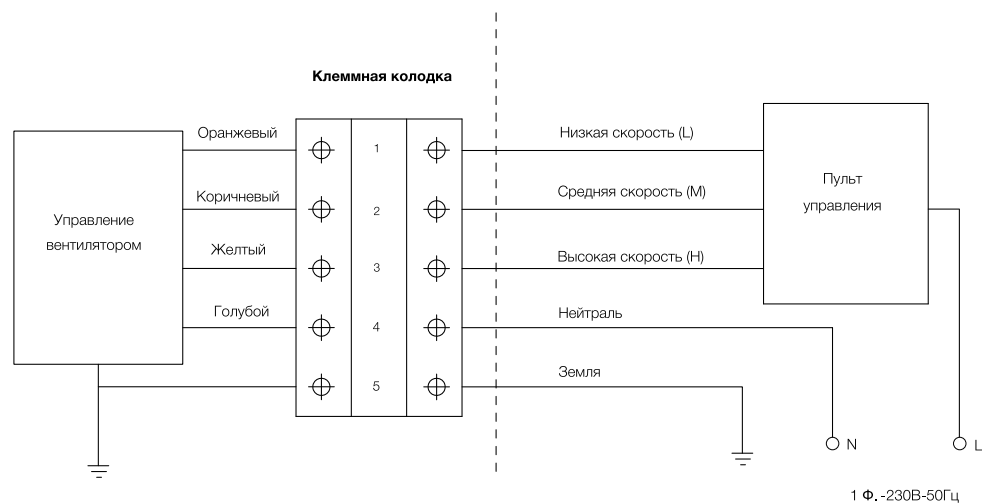 Клеммная колодка
Оранжевый
1
Низкая скорость (L)
Коричневый
2
Средняя скорость (M)
Пульт
управления
Управление
вентилятором
Желтый
3
Высокая скорость (H)
Голубой
4
Нейтраль
5
Земля
N
L
1 Ф.-230В-50Гц